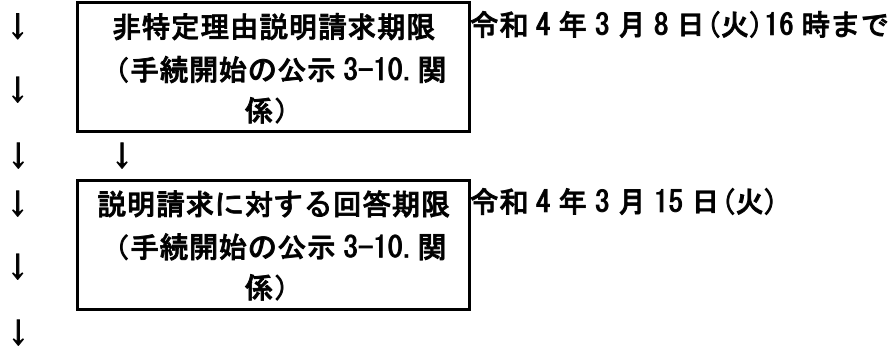 ↓ 非特定理由説明請求期限 令和4年3月8日(火)16時まで
↓ (手続開始の公示 3-10.関
係)
↓ ↓
↓ 説明請求に対する回答期限 令和4年3月15日(火)
↓ (手続開始の公示 3-10.関
係)
↓